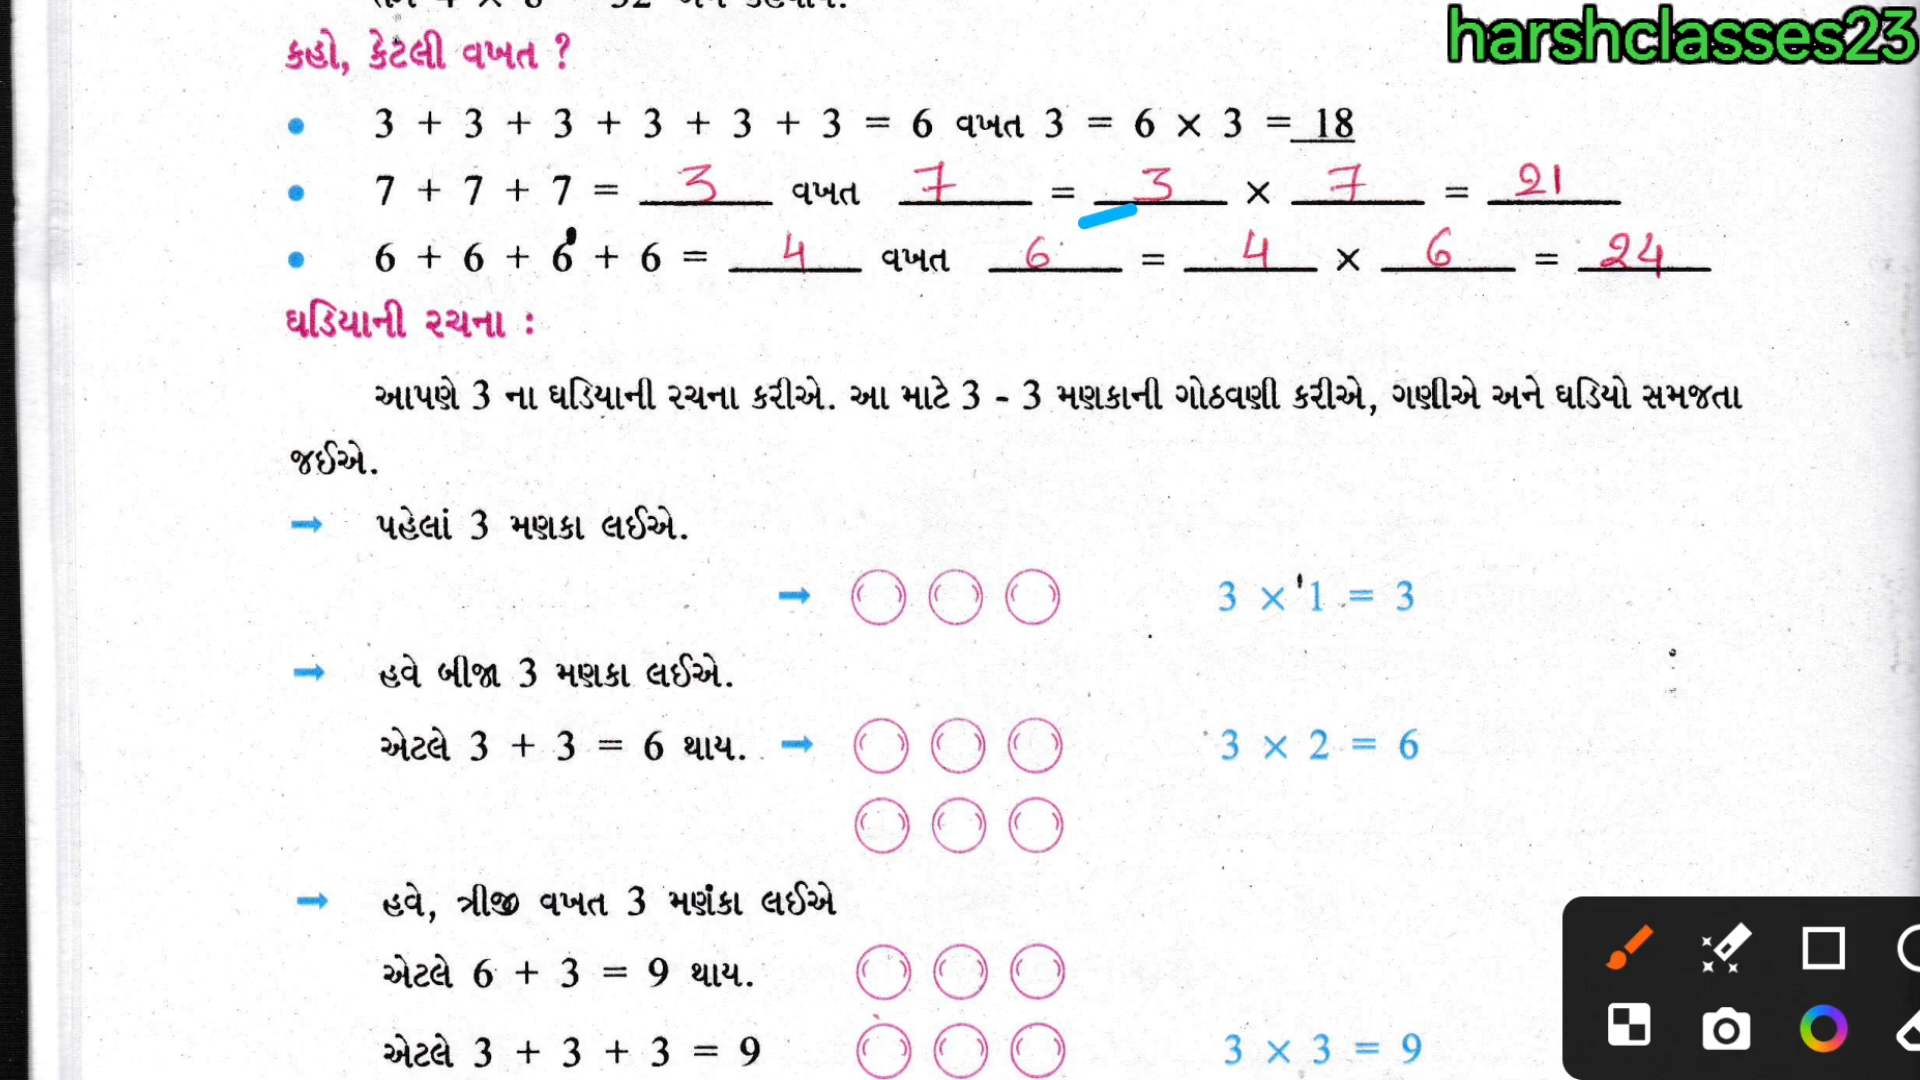 4 × 8 = 32
harshclasses23
કહો, કેટલી વખત ?
• 3 + 3 + 3 + 3 + 3 + 3 = 6 વખત 3 = 6 × 3 = 18
• 7 + 7 + 7 = 3 વખત 7 = 3 × 7 = 21
• 6 + 6 + 6 + 6 = 4 વખત 6 = 4 × 6 = 24
ઘડિયાની રચના :
આપણે 3 ના ઘડિયાની રચના કરીએ. આ માટે 3 - 3 મણકાની ગોઠવણી કરીએ, ગણીએ અને ઘડિયો સમજતા
જઈએ.
➡ પહેલાં 3 મણકા લઈએ.
➡ 3 × 1 = 3
➡ હવે બીજા 3 મણકા લઈએ.
એટલે 3 + 3 = 6 થાય. ➡ 3 × 2 = 6
➡ હવે, ત્રીજી વખત 3 મણકા લઈએ
એટલે 6 + 3 = 9 થાય.
એટલે 3 + 3 + 3 = 9 3 × 3 = 9